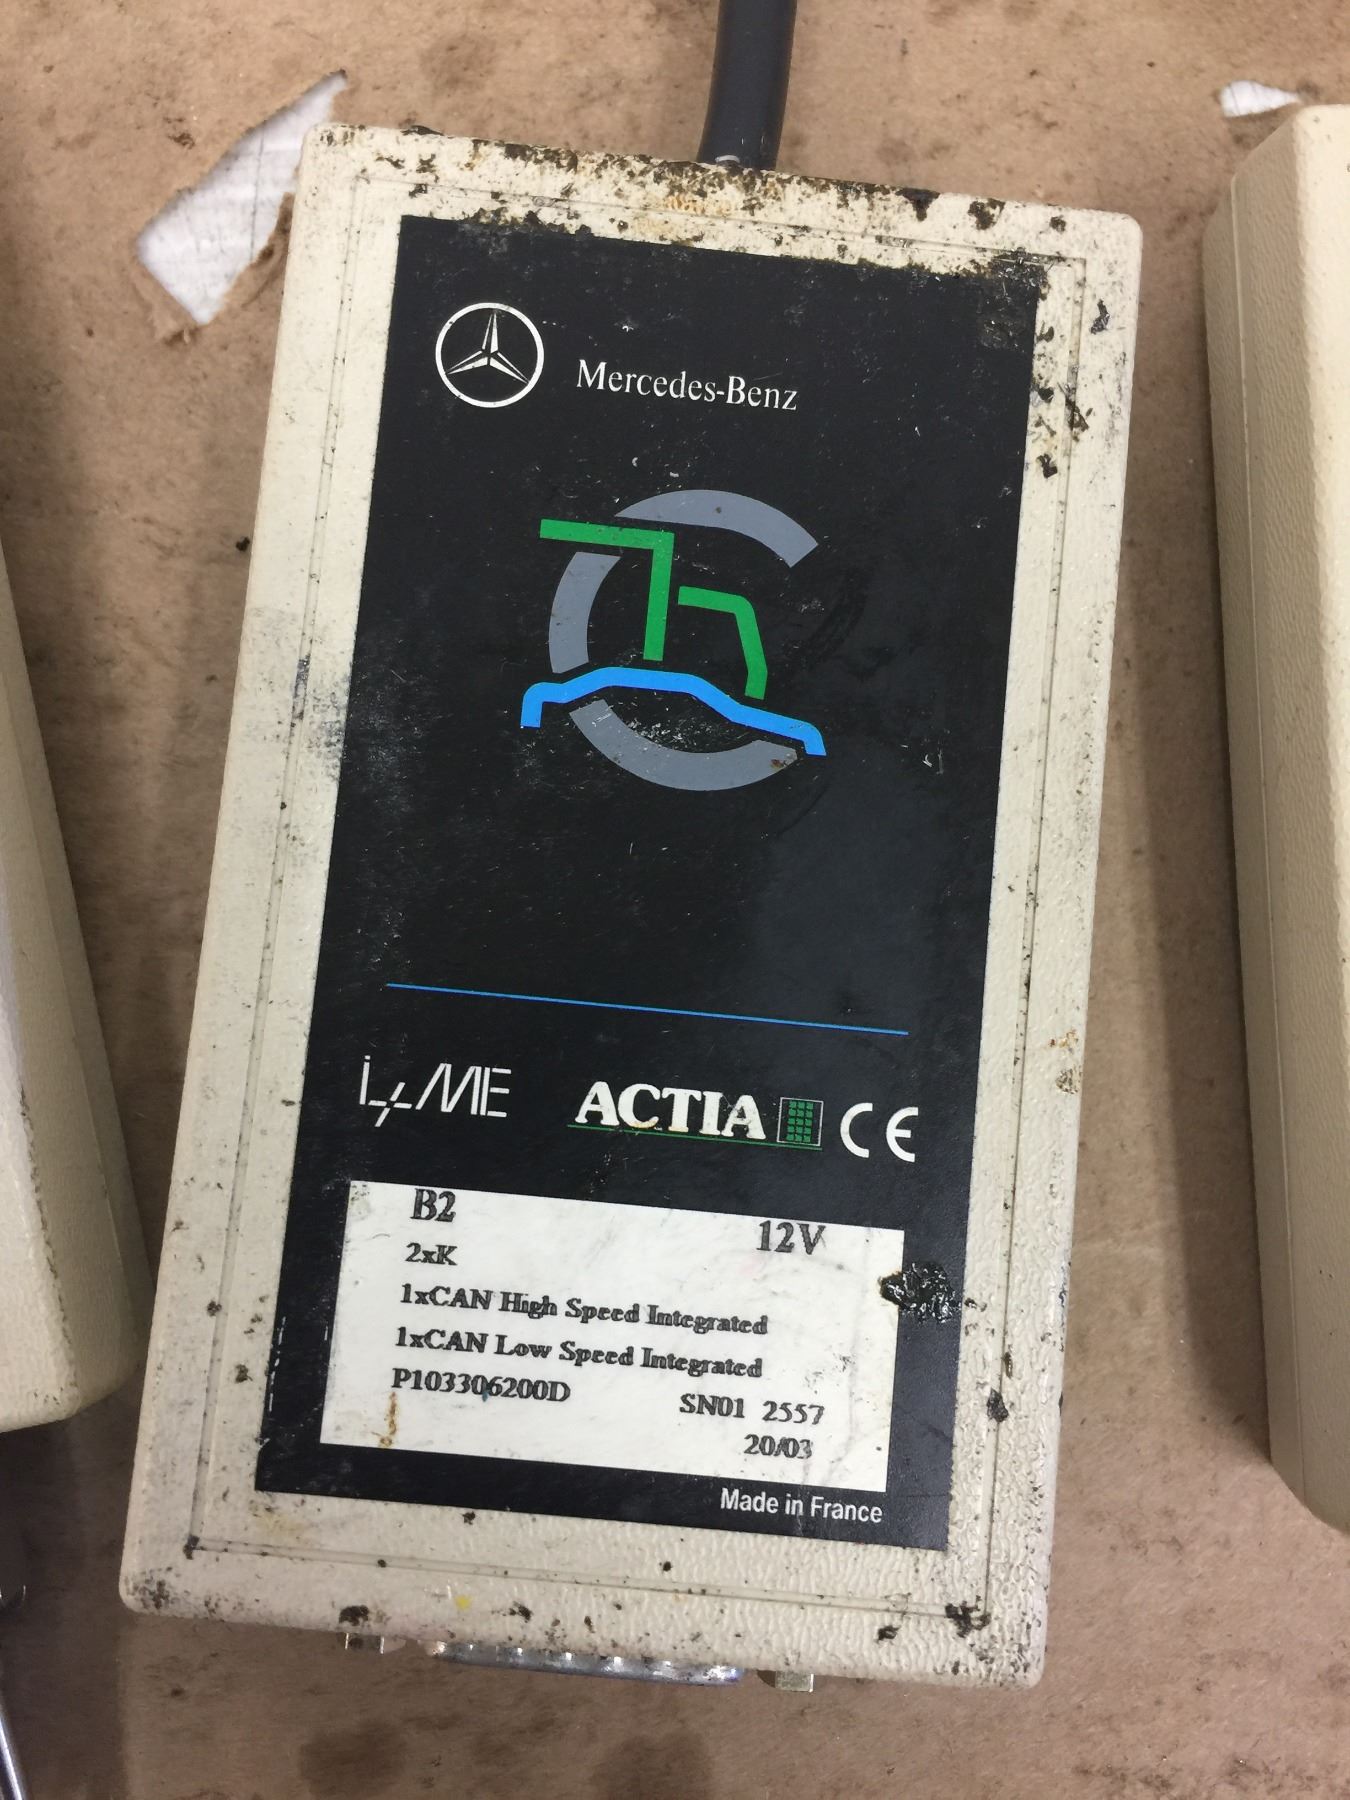 Mercedes-Benz
i+ME ACTIA CE
B2 12V
2xK
1xCAN High Speed Integrated
1xCAN Low Speed Integrated
P103306200D SN01 2557
20/03
Made in France